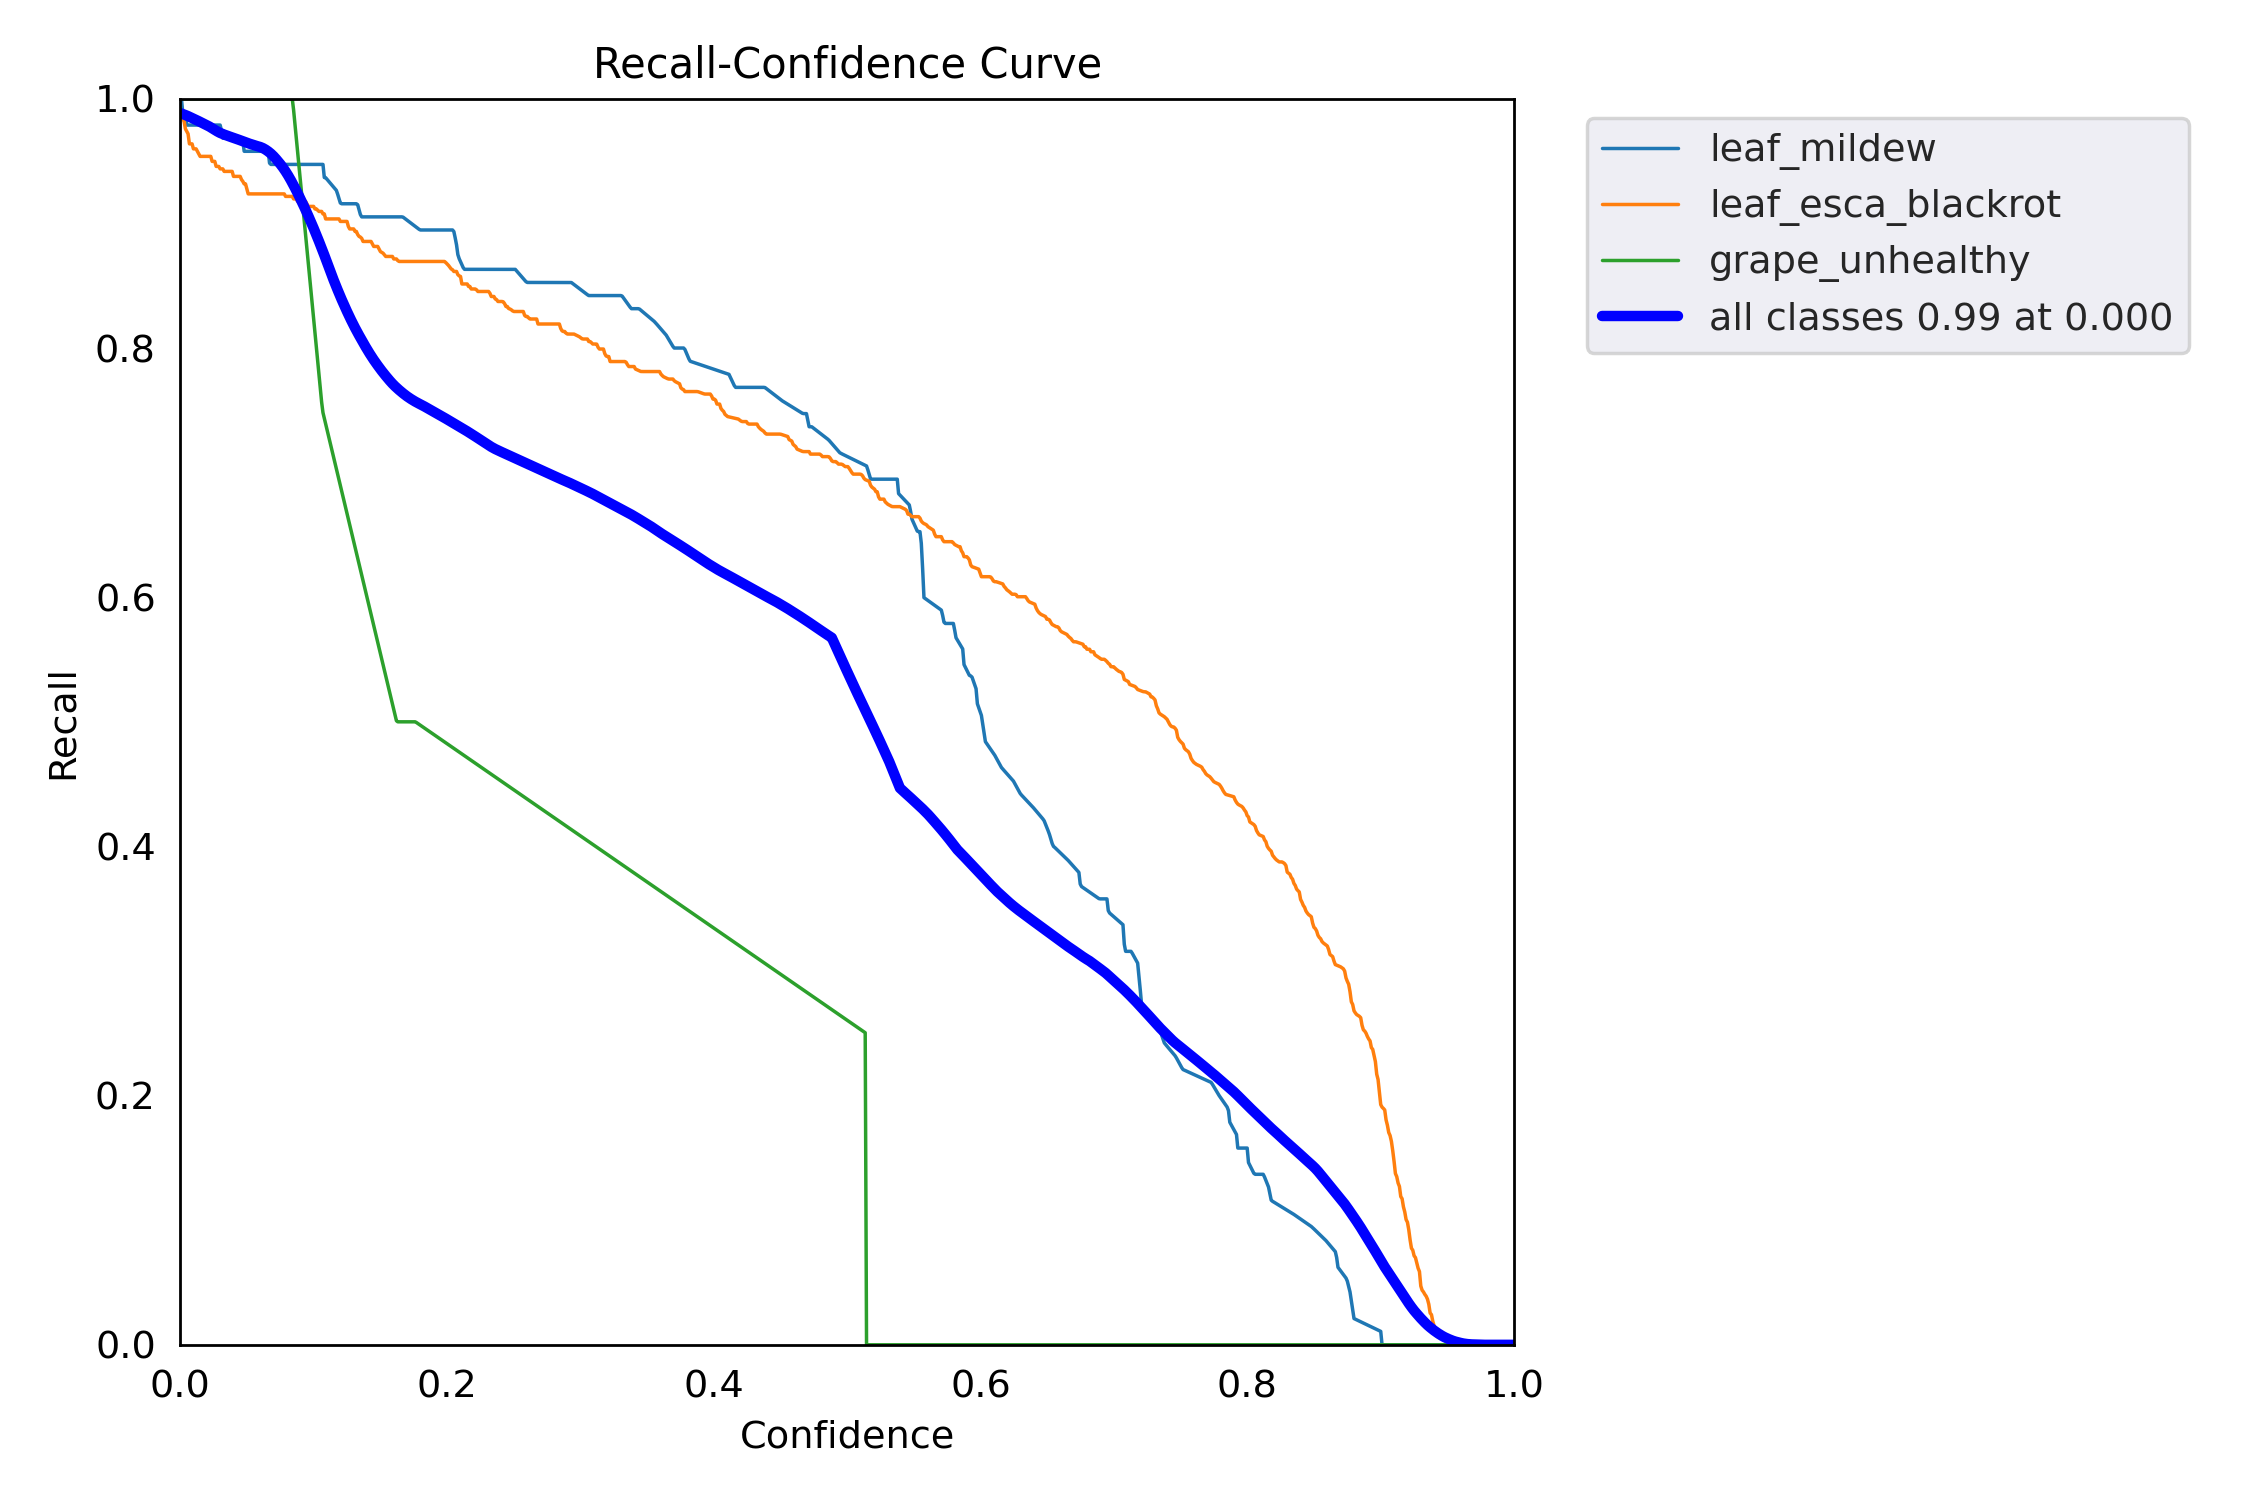 Recall-Confidence Curve
1.0
0.8
0.6
0.4
0.2
0.0
Recall
0.0 0.2 0.4 0.6 0.8 1.0
Confidence
leaf_mildew
leaf_esca_blackrot
grape_unhealthy
all classes 0.99 at 0.000